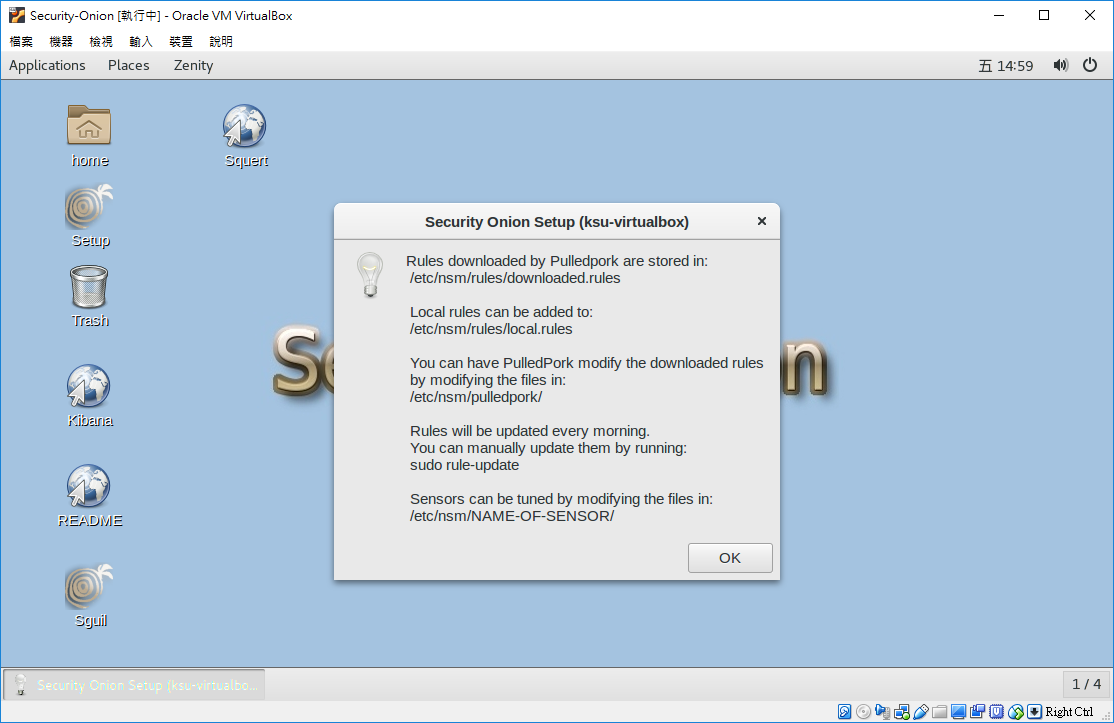 Security-Onion [執行中] - Oracle VM VirtualBox
檔案 機器 檢視 輸入 裝置 說明
Applications Places Zenity 五 14:59
home
Squert
Setup
Trash
Kibana
README
Sguil
Security Onion Setup (ksu-virtualbox)
Rules downloaded by Pulledpork are stored in:
/etc/nsm/rules/downloaded.rules
Local rules can be added to:
/etc/nsm/rules/local.rules
You can have PulledPork modify the downloaded rules
by modifying the files in:
/etc/nsm/pulledpork/
Rules will be updated every morning.
You can manually update them by running:
sudo rule-update
Sensors can be tuned by modifying the files in:
/etc/nsm/NAME-OF-SENSOR/
OK
Security Onion Setup (ksu-virtualbo...
1 / 4
Right Ctrl